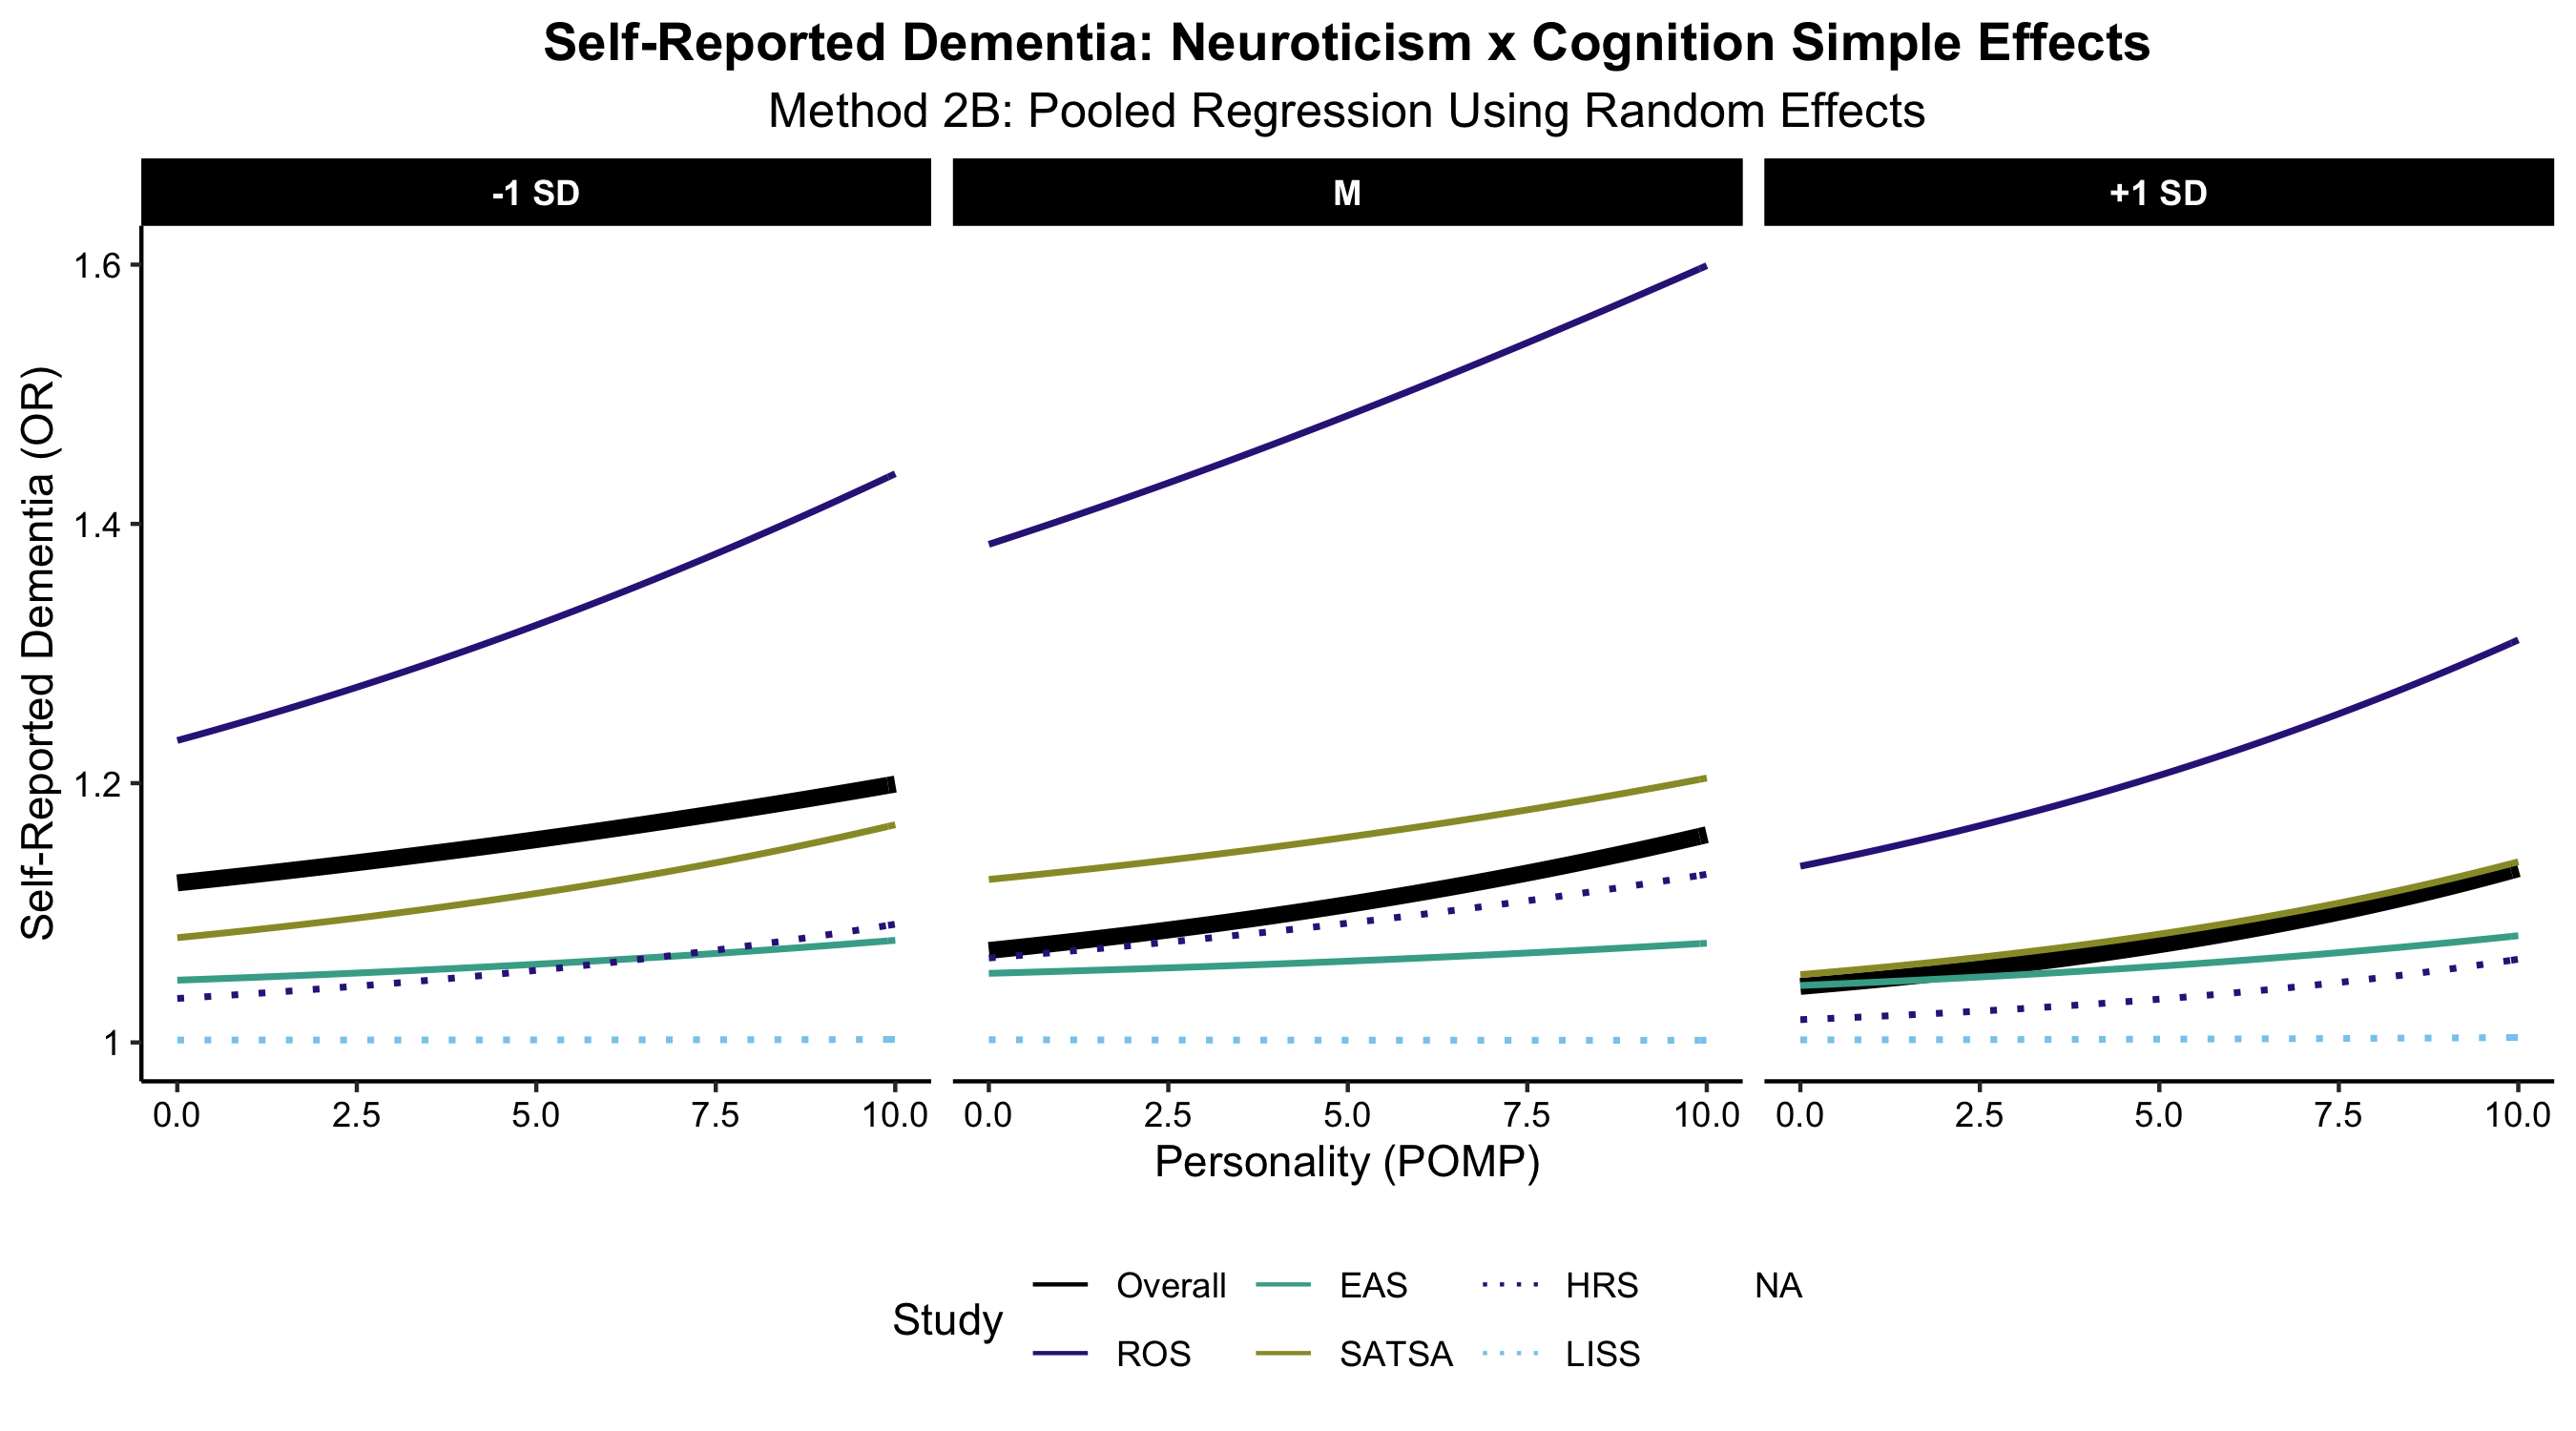 Self-Reported Dementia: Neuroticism x Cognition Simple Effects
Method 2B: Pooled Regression Using Random Effects
-1 SD
M
+1 SD
Self-Reported Dementia (OR)
1.6
1.4
1.2
1
0.0 2.5 5.0 7.5 10.0
0.0 2.5 5.0 7.5 10.0
0.0 2.5 5.0 7.5 10.0
Personality (POMP)
Study
Overall EAS HRS NA
ROS SATSA LISS